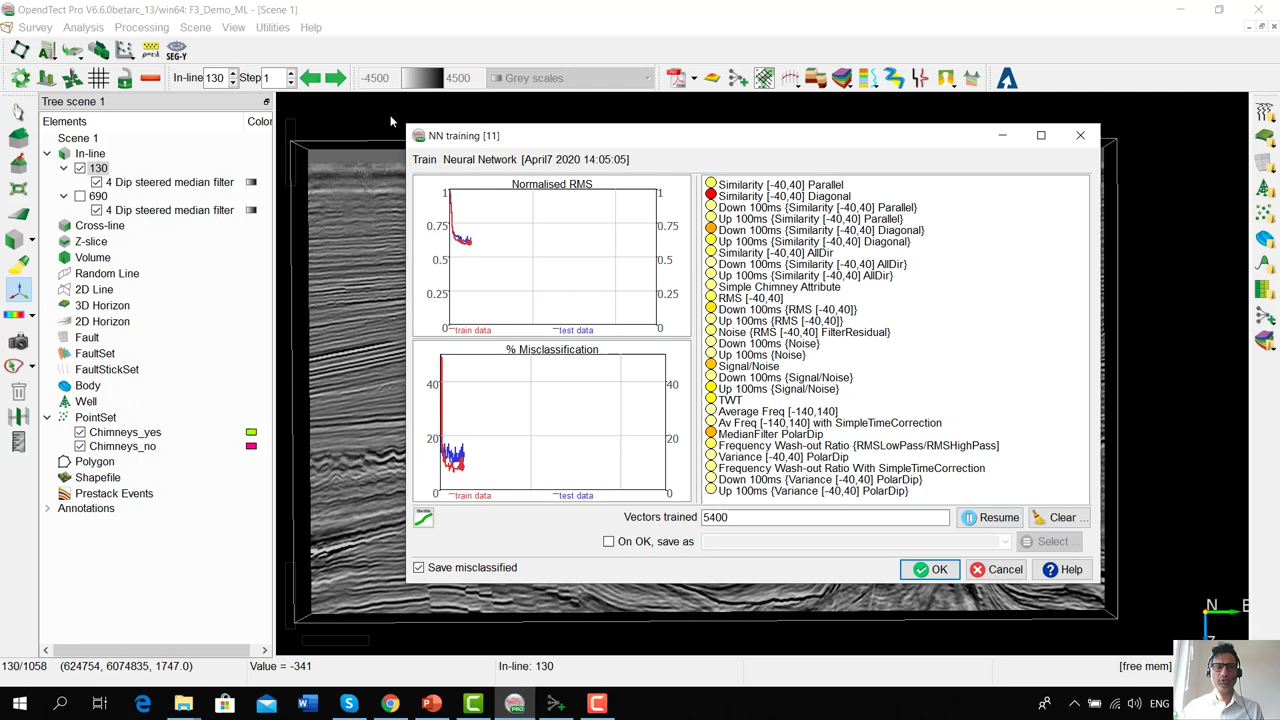 OpendTect Pro V6.6.0betarc_13/win64: F3_Demo_ML - [Scene 1]
Survey Analysis Processing Scene View Utilities Help
SEG-Y
In-line 130 Step 1 -4500 4500 Grey scales
Tree scene 1
Elements Color
Scene 1
In-line
130
4 Dip steered median filter
690
4 Dip steered median filter
Cross-line
Z-slice
Volume
Random Line
2D Line
3D Horizon
2D Horizon
Fault
FaultSet
FaultStickSet
Body
Well
PointSet
Chimneys_yes
Chimneys_no
Polygon
Shapefile
Prestack Events
Annotations
NN training [11]
Train Neural Network [April7 2020 14:05:05]
Normalised RMS
1 1
0.75 0.75
0.5 0.5
0.25 0.25
0 0
train data test data
% Misclassification
40 40
20 20
0 0
train data test data
Similarity [-40,40] Parallel
Similarity [-40,40] Diagonal
Down 100ms {Similarity [-40,40] Parallel}
Up 100ms {Similarity [-40,40] Parallel}
Down 100ms {Similarity [-40,40] Diagonal}
Up 100ms {Similarity [-40,40] Diagonal}
Similarity [-40,40] AllDir
Down 100ms {Similarity [-40,40] AllDir}
Up 100ms {Similarity [-40,40] AllDir}
Simple Chimney Attribute
RMS [-40,40]
Down 100ms {RMS [-40,40]}
Up 100ms {RMS [-40,40]}
Noise {RMS [-40,40] FilterResidual}
Down 100ms {Noise}
Up 100ms {Noise}
Signal/Noise
Down 100ms {Signal/Noise}
Up 100ms {Signal/Noise}
TWT
Average Freq [-140,140]
Av Freq [-140,140] with SimpleTimeCorrection
MedianFilter PolarDip
Frequency Wash-out Ratio {RMSLowPass/RMSHighPass]
Variance [-40,40] PolarDip
Frequency Wash-out Ratio With SimpleTimeCorrection
Down 100ms {Variance [-40,40] PolarDip}
Up 100ms {Variance [-40,40] PolarDip}
Vectors trained 5400 Resume Clear ...
On OK, save as Select ...
Save misclassified
OK Cancel Help
N
E
Z
130/1058 (624754, 6074835, 1747.0) Value = -341 In-line: 130 [free mem]
ENG